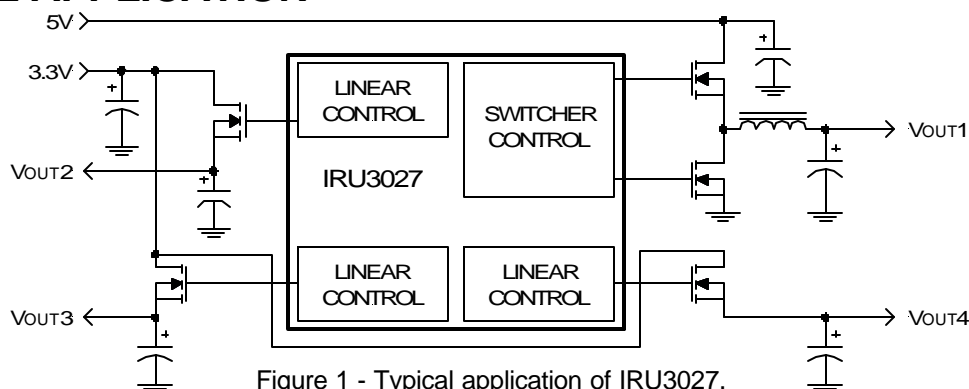 5V
3.3V
LINEAR
CONTROL
SWITCHER
CONTROL
VOUT1
VOUT2
IRU3027
LINEAR
CONTROL
LINEAR
CONTROL
VOUT3
VOUT4
Figure 1 - Typical application of IRU3027.